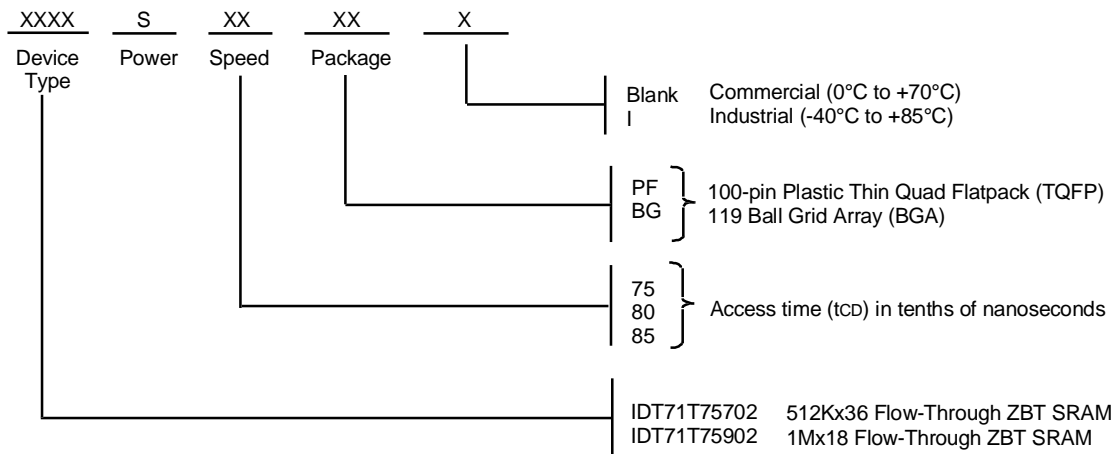 XXXX S XX XX X
Device Type Power Speed Package
Blank Commercial (0°C to +70°C)
I Industrial (-40°C to +85°C)
PF 100-pin Plastic Thin Quad Flatpack (TQFP)
BG 119 Ball Grid Array (BGA)
75
80 Access time (tCD) in tenths of nanoseconds
85
IDT71T75702 512Kx36 Flow-Through ZBT SRAM
IDT71T75902 1Mx18 Flow-Through ZBT SRAM